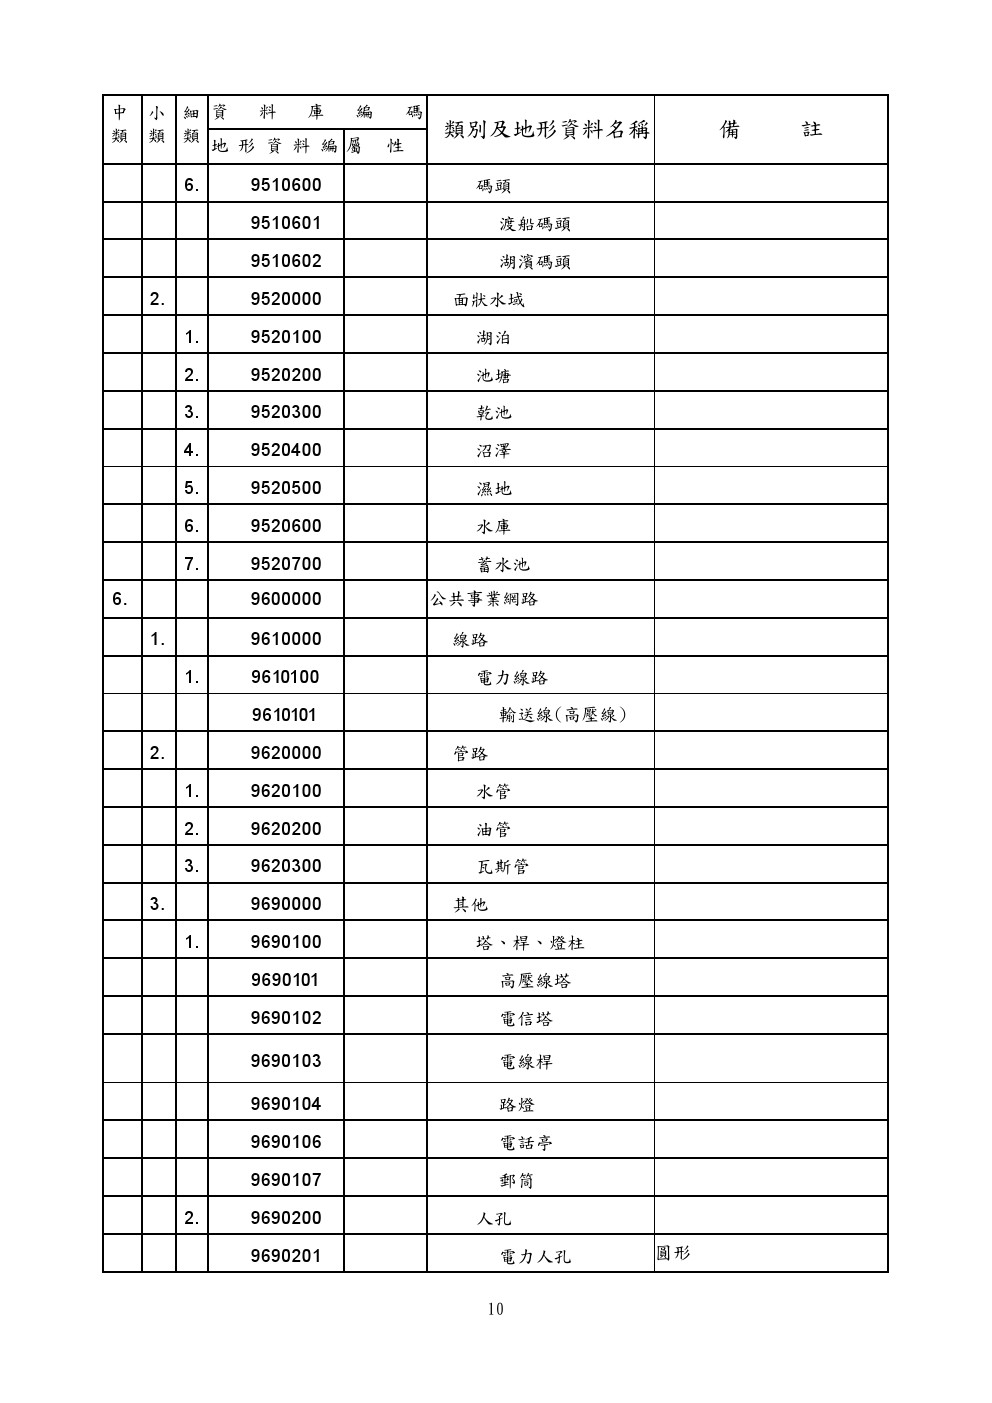 中類 小類 細類 資料庫編碼 類別及地形資料名稱 備註
地形資料編 屬性
6. 9510600 碼頭
9510601 渡船碼頭
9510602 湖濱碼頭
2. 9520000 面狀水域
1. 9520100 湖泊
2. 9520200 池塘
3. 9520300 乾池
4. 9520400 沼澤
5. 9520500 濕地
6. 9520600 水庫
7. 9520700 蓄水池
6. 9600000 公共事業網路
1. 9610000 線路
1. 9610100 電力線路
9610101 輸送線(高壓線)
2. 9620000 管路
1. 9620100 水管
2. 9620200 油管
3. 9620300 瓦斯管
3. 9690000 其他
1. 9690100 塔、桿、燈柱
9690101 高壓線塔
9690102 電信塔
9690103 電線桿
9690104 路燈
9690106 電話亭
9690107 郵筒
2. 9690200 人孔
9690201 電力人孔 圓形
10